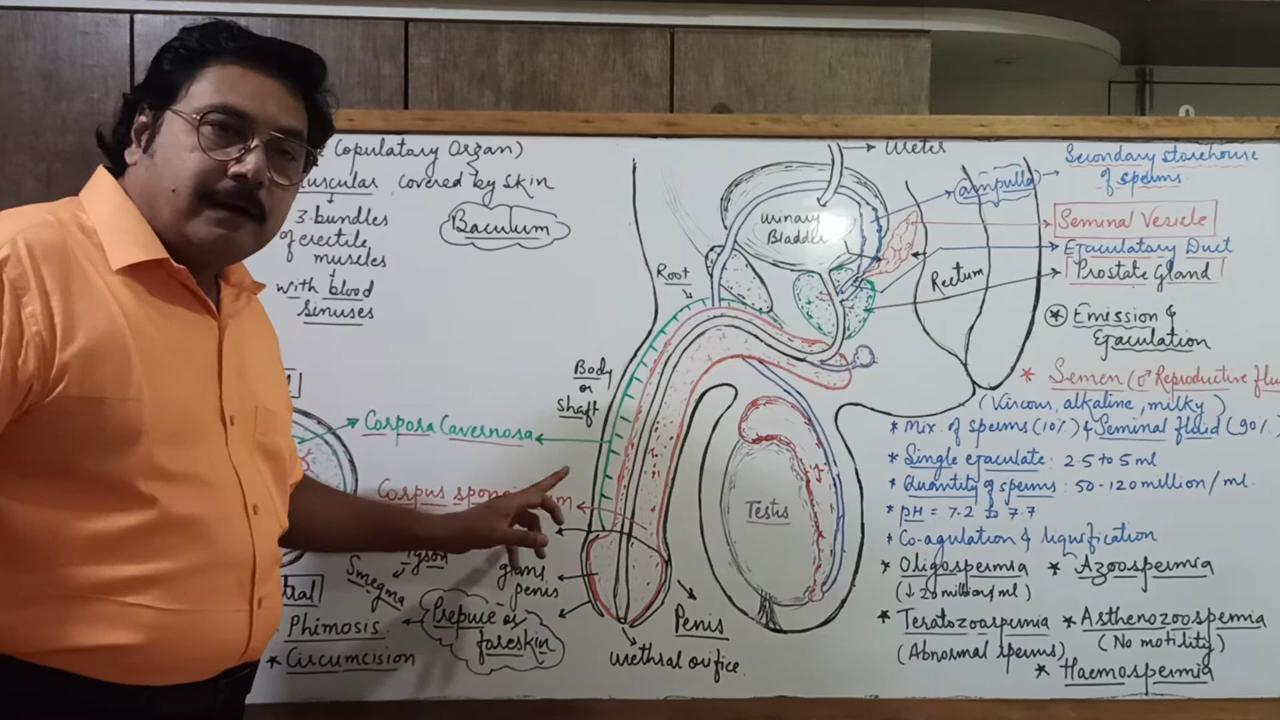 (Copulatory Organ)
covered by Skin
3 bundles
of erectile
muscles
with blood
Sinuses
Baculum
Corpora Cavernosa
Tyson
Smegma
glans
penis
Prepuce or
foreskin
Phimosis
* Circumcision
Root
Body
or
Shaft
Urinary
Bladder
Ureter
Rectum
Testis
Penis
urethral orifice
ampulla
Secondary storehouse
of sperms
Seminal Vesicle
Ejaculatory Duct
Prostate Gland
* Emission &
Ejaculation
* Semen (♂ Reproductive
(Viscous, alkaline, milky)
* Mix. of sperms (10%) & Seminal fluid (90%
* Single ejaculate: 2.5 to 5 ml
* Quantity of sperms: 50-120 million/ml.
* pH = 7.2 to 7.7
* Co-agulation & liquification
* Oligospermia
(↓ 20 million/ml)
* Azoospermia
* Teratozoospermia
(Abnormal sperms)
* Asthenozoospermia
(No motility)
* Haemospermia